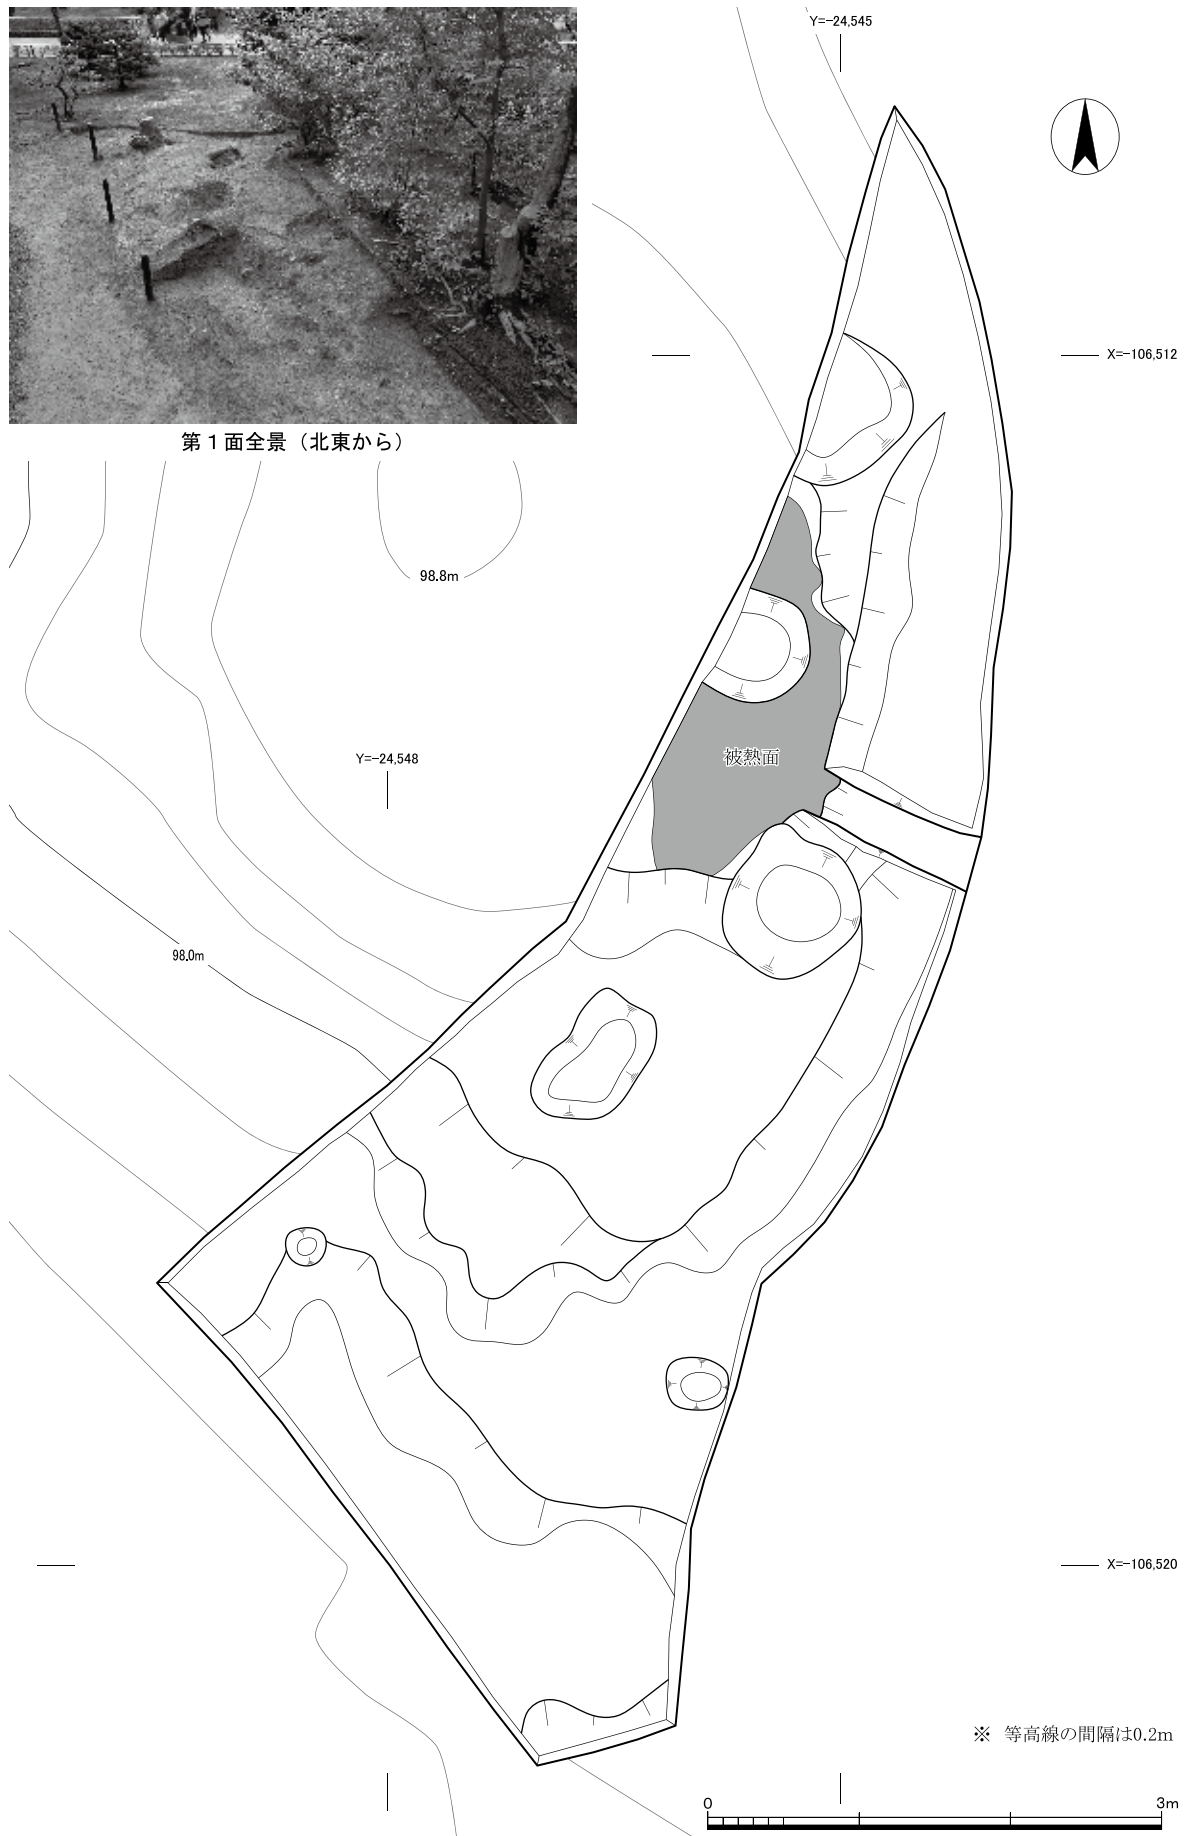 Y=-24,545
X=-106,512
第1面全景（北東から）
98.8m
被熱面
Y=-24,548
98.0m
X=-106,520
※ 等高線の間隔は0.2m
0 3m